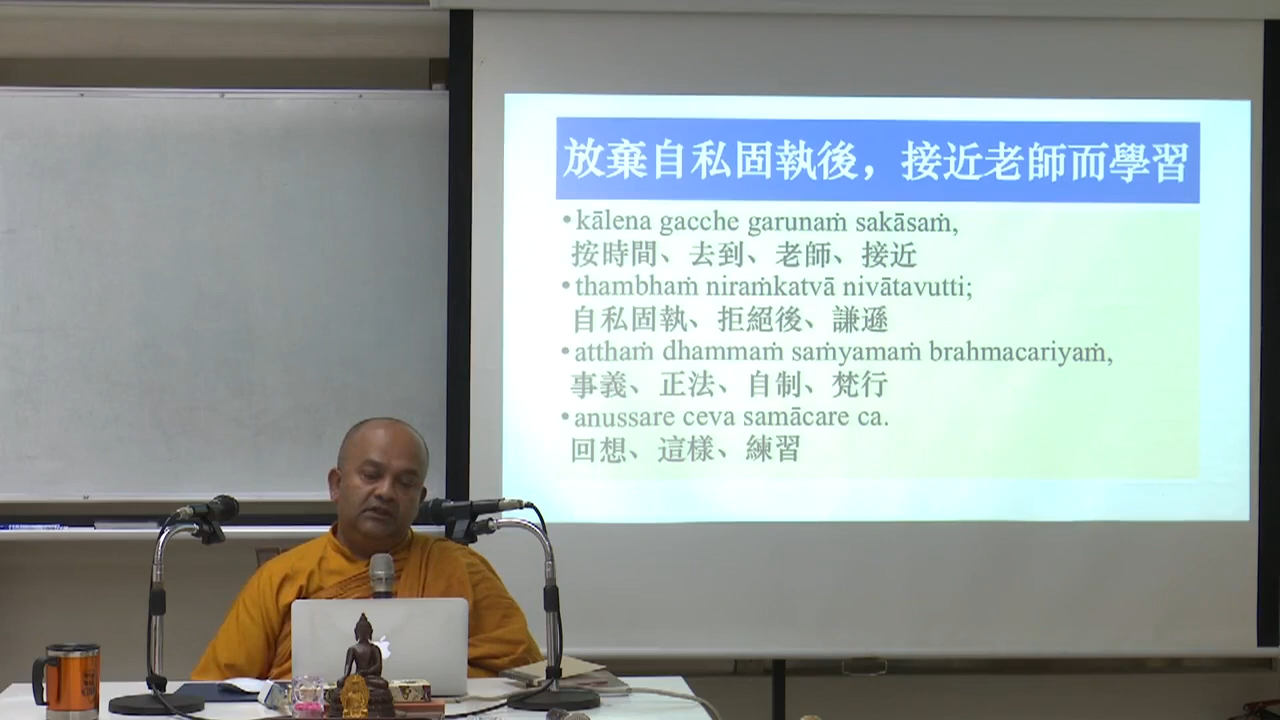 放棄自私固執後，接近老師而學習
•kālena gacche garunaṁ sakāsaṁ,
按時間、去到、老師、接近
•thambhaṁ niraṁkatvā nivātavutti;
自私固執、拒絕後、謙遜
•atthaṁ dhammaṁ saṁyamaṁ brahmacariyaṁ,
事義、正法、自制、梵行
•anussare ceva samācare ca.
回想、這樣、練習